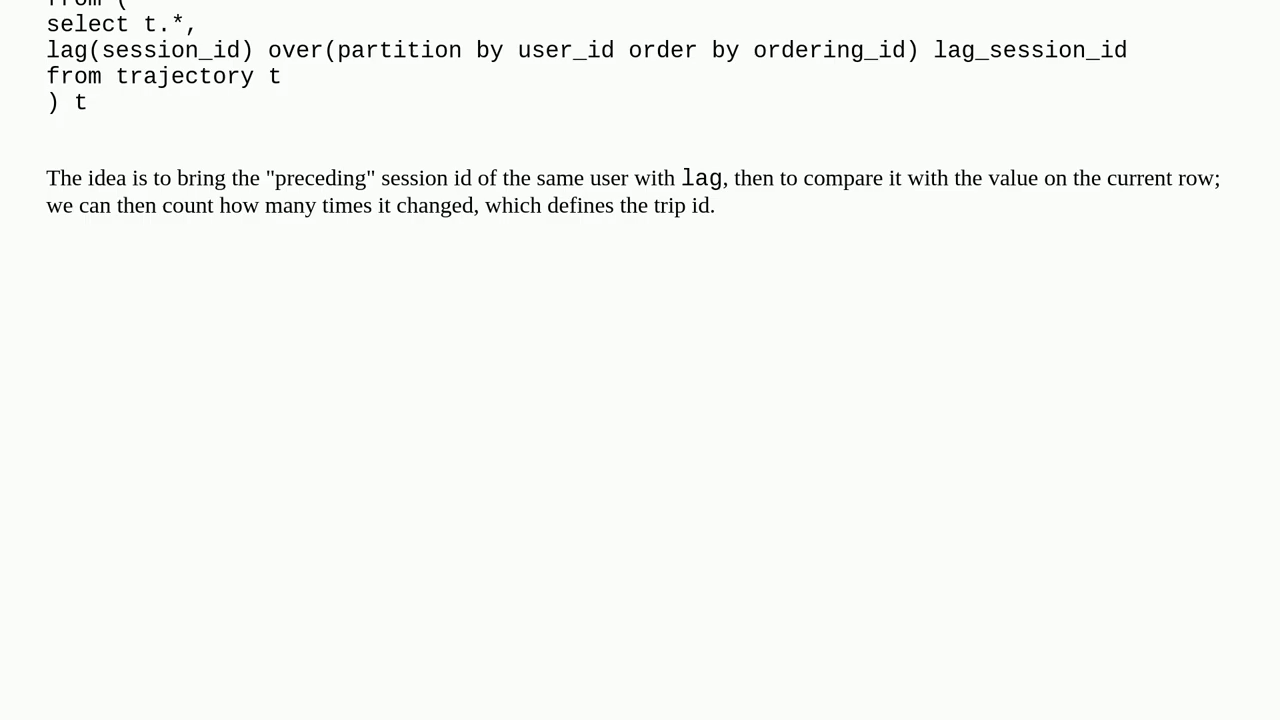 from (
select t.*,
lag(session_id) over(partition by user_id order by ordering_id) lag_session_id
from trajectory t
) t
The idea is to bring the "preceding" session id of the same user with lag, then to compare it with the value on the current row;
we can then count how many times it changed, which defines the trip id.